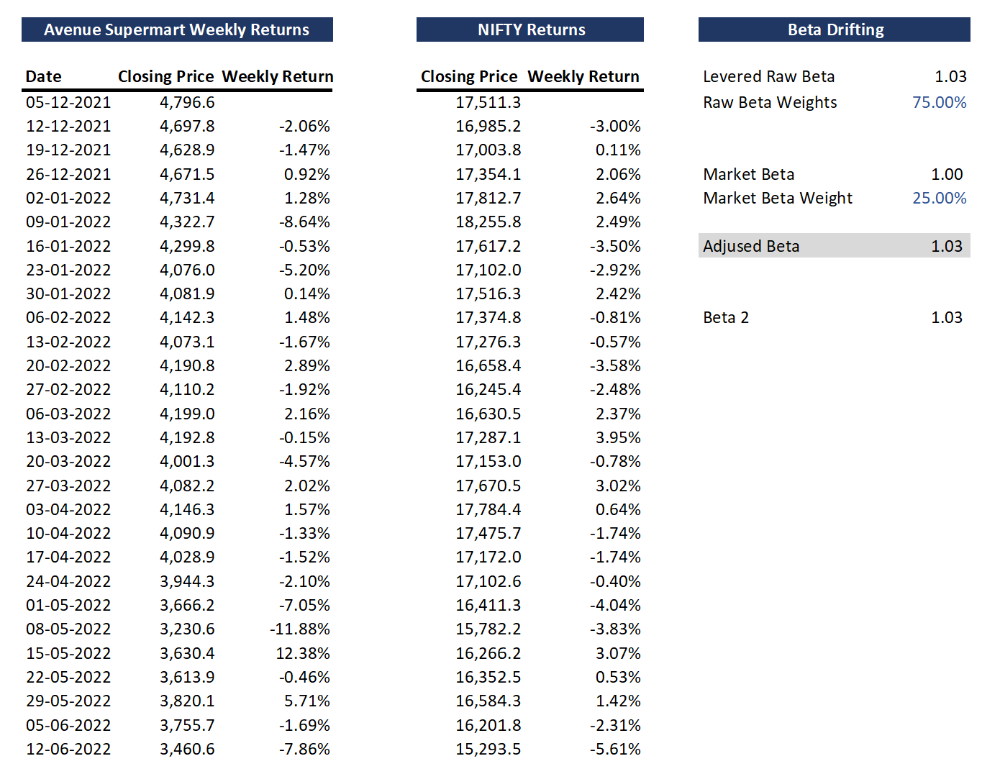 Avenue Supermart Weekly Returns NIFTY Returns Beta Drifting
Date Closing Price Weekly Return Closing Price Weekly Return Levered Raw Beta 1.03
05-12-2021 4,796.6 17,511.3 Raw Beta Weights 75.00%
12-12-2021 4,697.8 -2.06% 16,985.2 -3.00%
19-12-2021 4,628.9 -1.47% 17,003.8 0.11%
26-12-2021 4,671.5 0.92% 17,354.1 2.06% Market Beta 1.00
02-01-2022 4,731.4 1.28% 17,812.7 2.64% Market Beta Weight 25.00%
09-01-2022 4,322.7 -8.64% 18,255.8 2.49%
16-01-2022 4,299.8 -0.53% 17,617.2 -3.50% Adjused Beta 1.03
23-01-2022 4,076.0 -5.20% 17,102.0 -2.92%
30-01-2022 4,081.9 0.14% 17,516.3 2.42%
06-02-2022 4,142.3 1.48% 17,374.8 -0.81% Beta 2 1.03
13-02-2022 4,073.1 -1.67% 17,276.3 -0.57%
20-02-2022 4,190.8 2.89% 16,658.4 -3.58%
27-02-2022 4,110.2 -1.92% 16,245.4 -2.48%
06-03-2022 4,199.0 2.16% 16,630.5 2.37%
13-03-2022 4,192.8 -0.15% 17,287.1 3.95%
20-03-2022 4,001.3 -4.57% 17,153.0 -0.78%
27-03-2022 4,082.2 2.02% 17,670.5 3.02%
03-04-2022 4,146.3 1.57% 17,784.4 0.64%
10-04-2022 4,090.9 -1.33% 17,475.7 -1.74%
17-04-2022 4,028.9 -1.52% 17,172.0 -1.74%
24-04-2022 3,944.3 -2.10% 17,102.6 -0.40%
01-05-2022 3,666.2 -7.05% 16,411.3 -4.04%
08-05-2022 3,230.6 -11.88% 15,782.2 -3.83%
15-05-2022 3,630.4 12.38% 16,266.2 3.07%
22-05-2022 3,613.9 -0.46% 16,352.5 0.53%
29-05-2022 3,820.1 5.71% 16,584.3 1.42%
05-06-2022 3,755.7 -1.69% 16,201.8 -2.31%
12-06-2022 3,460.6 -7.86% 15,293.5 -5.61%